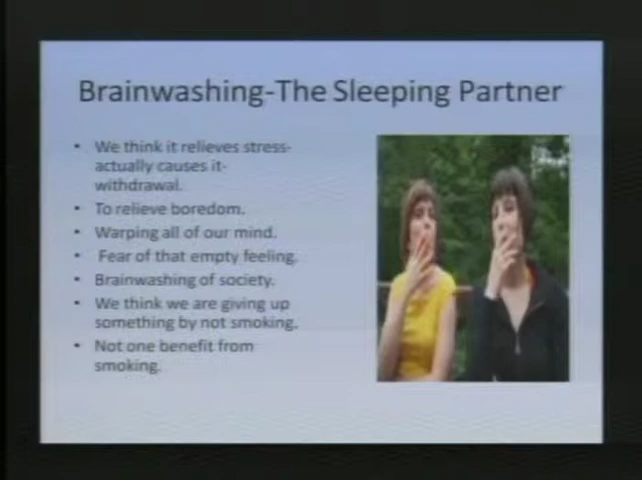 Brainwashing-The Sleeping Partner
• We think it relieves stress-
actually causes it-
withdrawal.
• To relieve boredom.
• Warping all of our mind.
• Fear of that empty feeling.
• Brainwashing of society.
• We think we are giving up
something by not smoking.
• Not one benefit from
smoking.